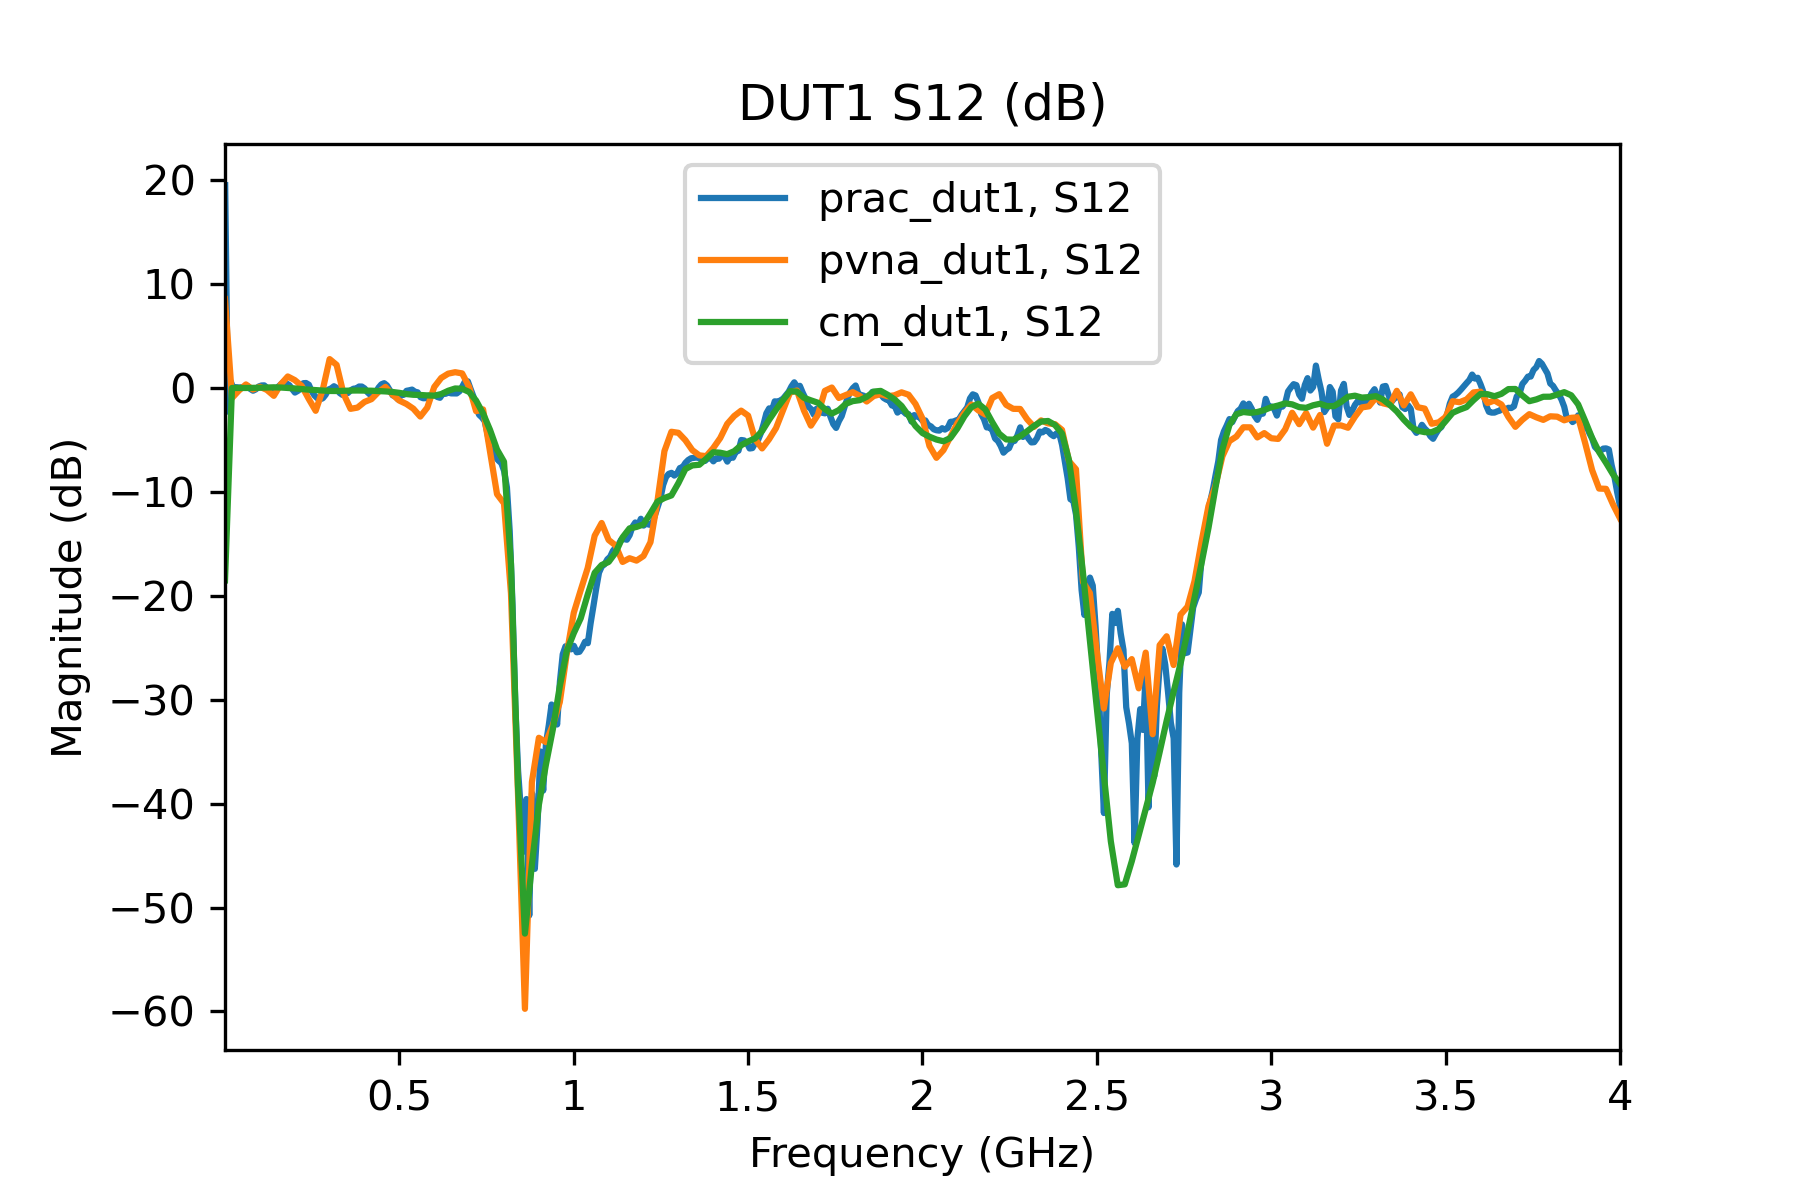 DUT1 S12 (dB)
prac_dut1, S12
pvna_dut1, S12
cm_dut1, S12
Magnitude (dB)
20
10
0
−10
−20
−30
−40
−50
−60
0.5 1 1.5 2 2.5 3 3.5 4
Frequency (GHz)